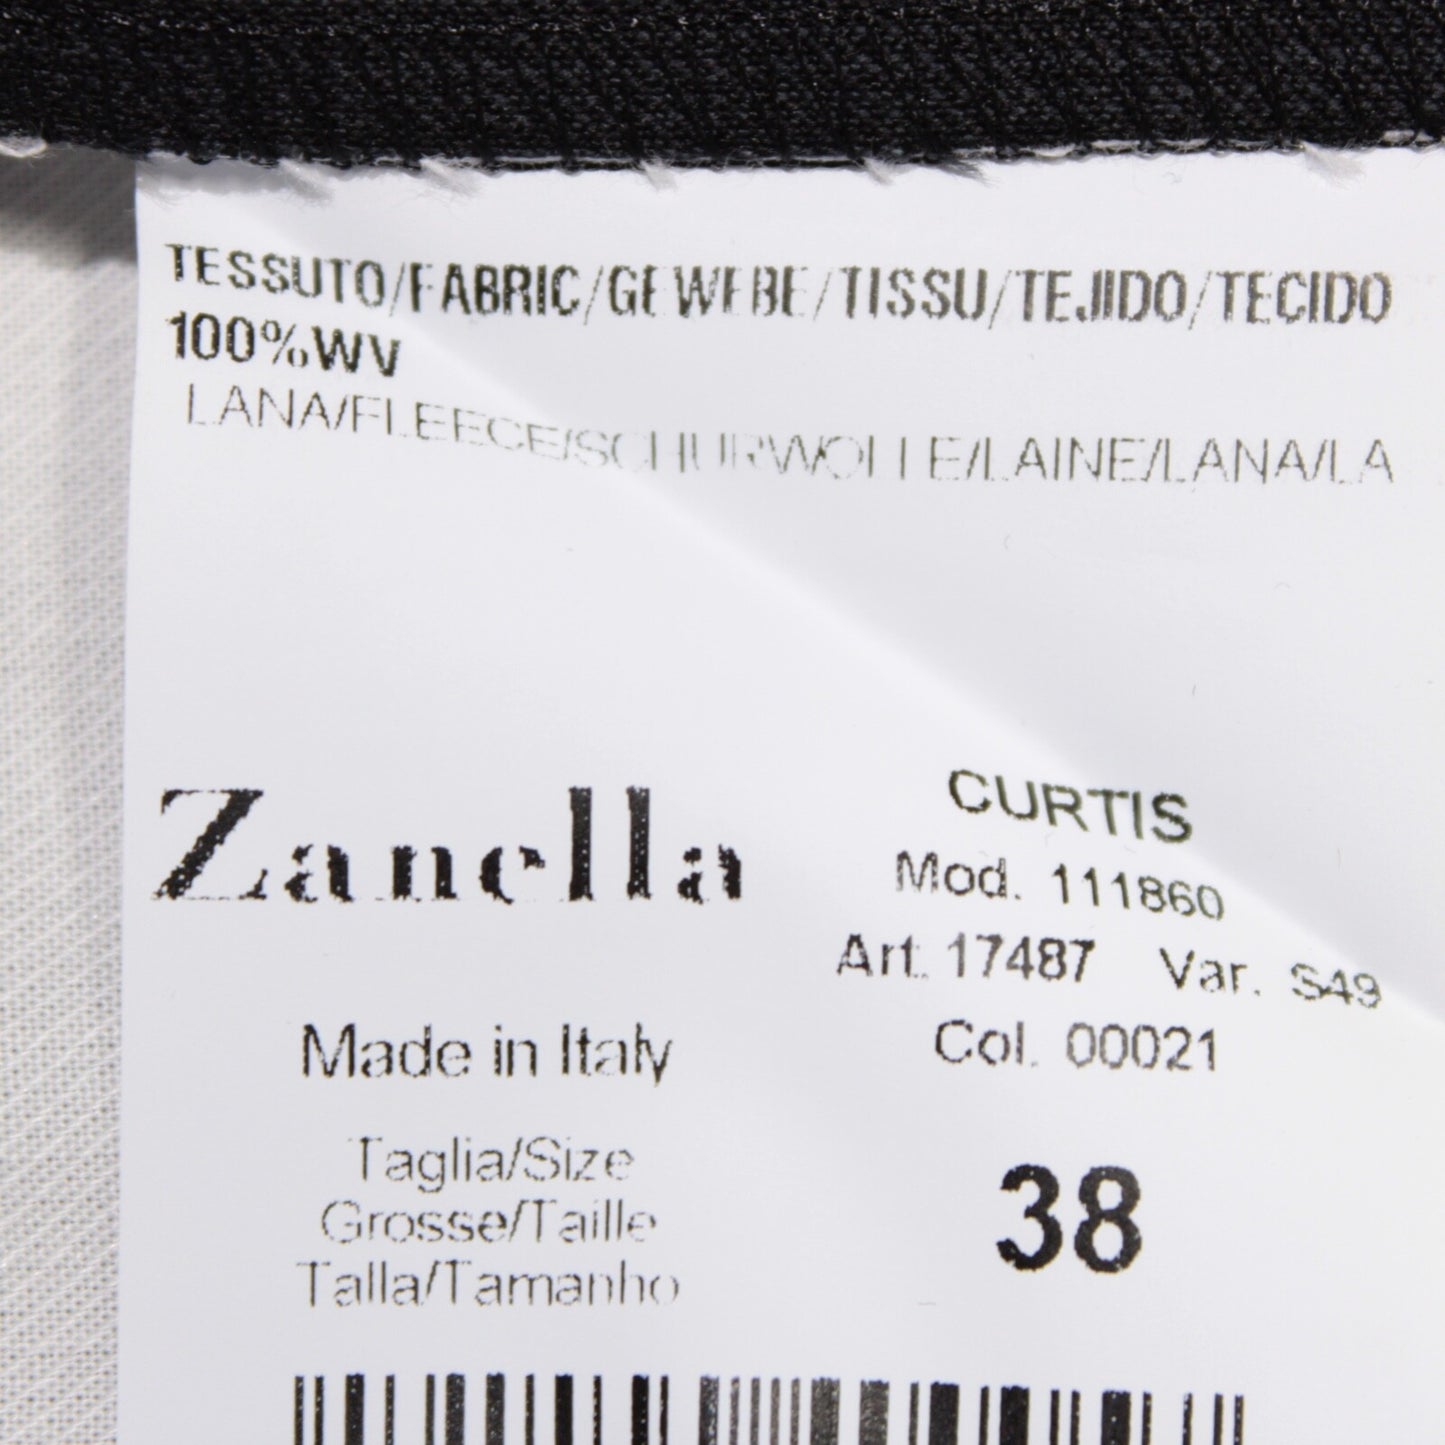 TESSUTO/FABRIC/GEWEBE/TISSU/TEJIDO/TECIDO
100%WV
LANA/FLEECE/SCHURWOLLE/LAINE/LANA/LA
Zanella
CURTIS
Mod. 111860
Art. 17487 Var. S49
Col. 00021
Made in Italy
Taglia/Size
Grosse/Taille
Talla/Tamanho
38